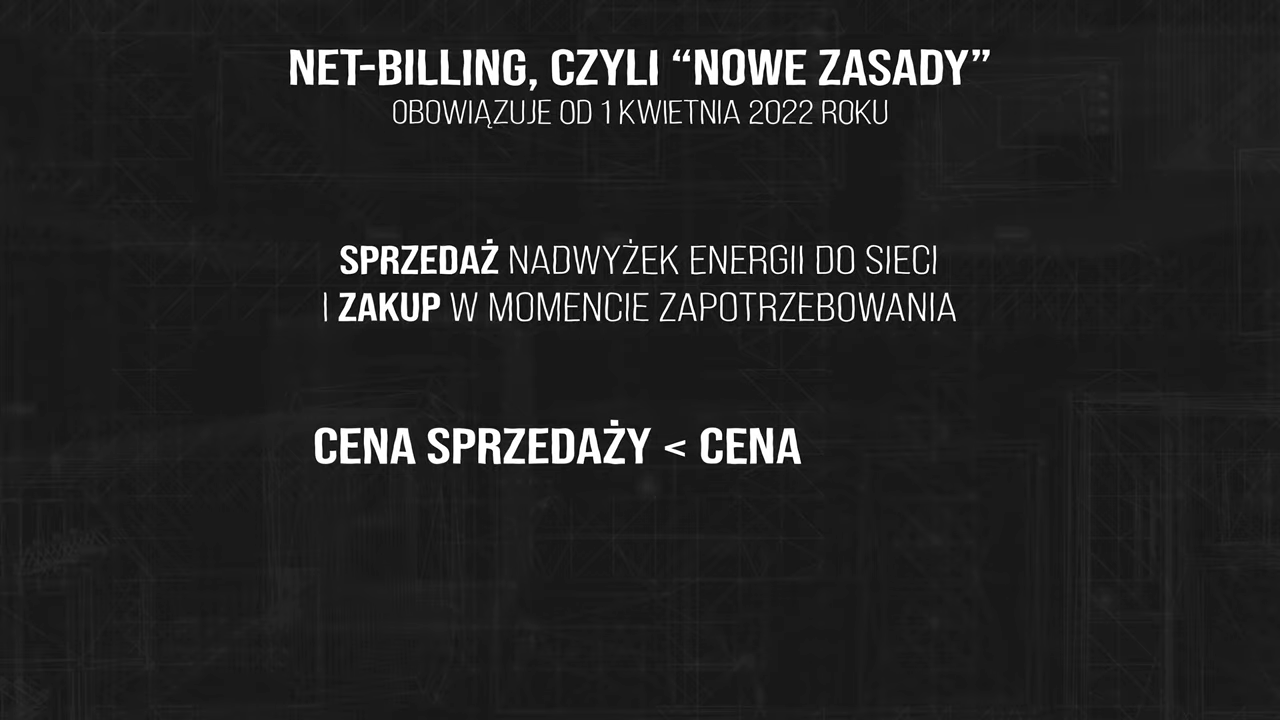 NET-BILLING, CZYLI “NOWE ZASADY”
OBOWIĄZUJE OD 1 KWIETNIA 2022 ROKU
SPRZEDAŻ NADWYŻEK ENERGII DO SIECI
I ZAKUP W MOMENCIE ZAPOTRZEBOWANIA
CENA SPRZEDAŻY < CENA